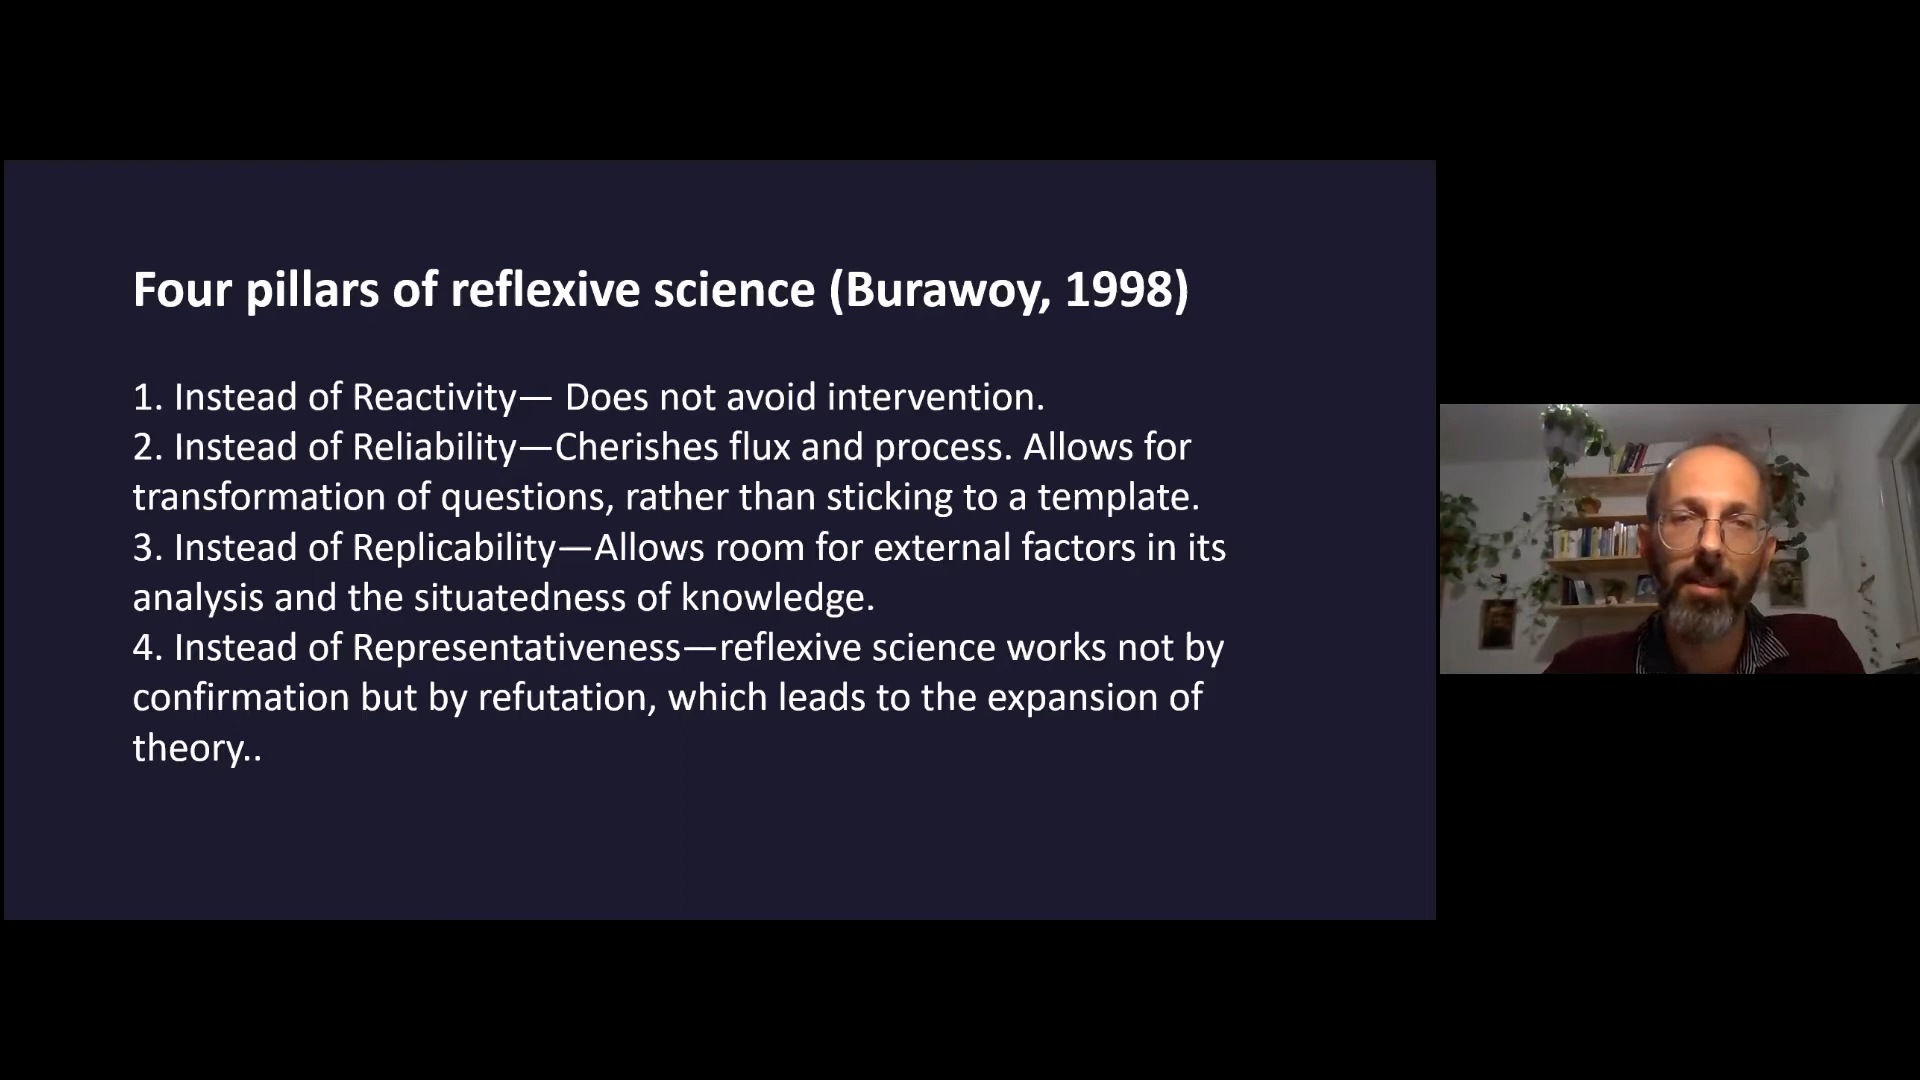 Four pillars of reflexive science (Burawoy, 1998)
1. Instead of Reactivity— Does not avoid intervention.
2. Instead of Reliability—Cherishes flux and process. Allows for
transformation of questions, rather than sticking to a template.
3. Instead of Replicability—Allows room for external factors in its
analysis and the situatedness of knowledge.
4. Instead of Representativeness—reflexive science works not by
confirmation but by refutation, which leads to the expansion of
theory..